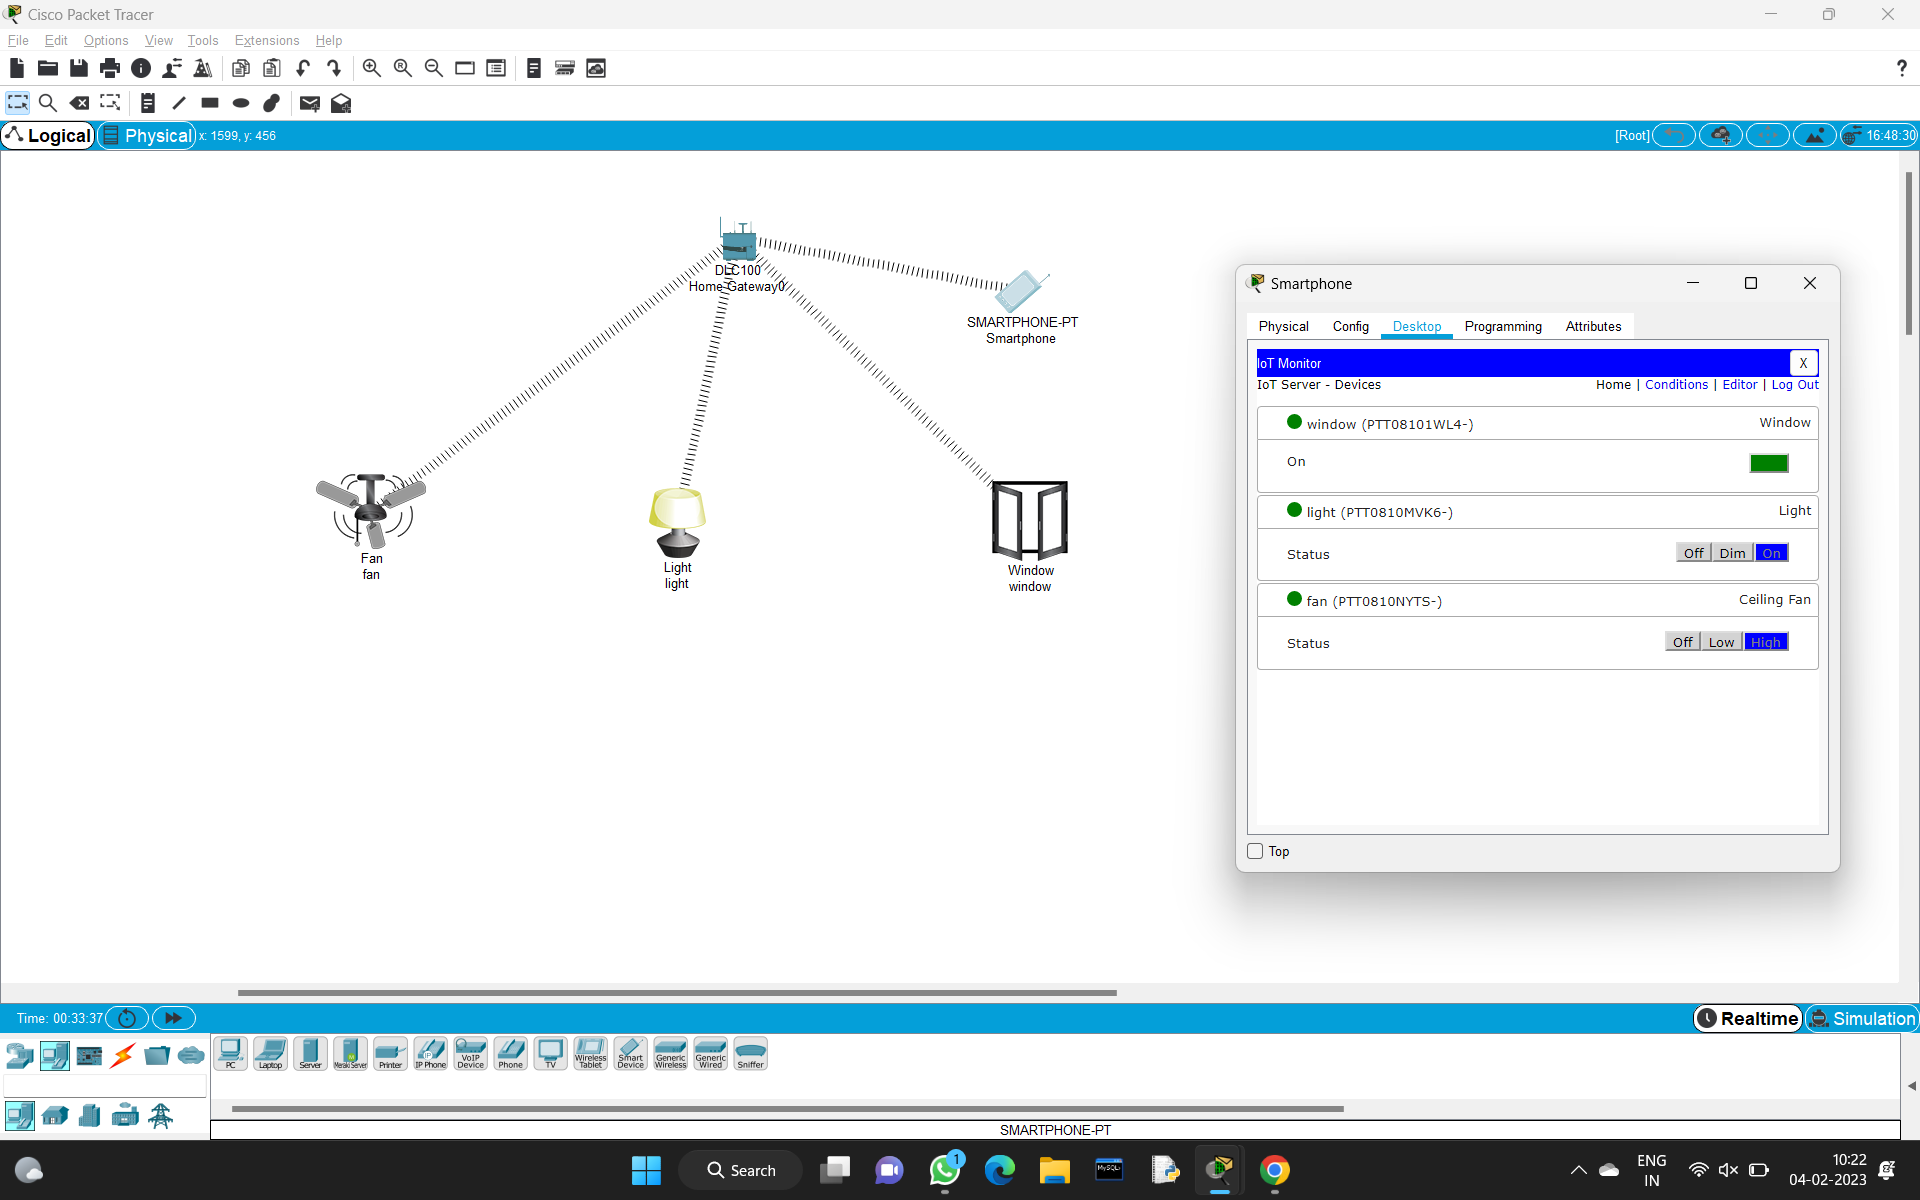 Cisco Packet Tracer
File Edit Options View Tools Extensions Help
?
Logical Physical x: 1599, y: 456 [Root] 16:48:30
DLC100
Home Gateway0
SMARTPHONE-PT
Smartphone
Fan
fan
Light
light
Window
window
Smartphone
Physical Config Desktop Programming Attributes
IoT Monitor X
IoT Server - Devices Home | Conditions | Editor | Log Out
window (PTT08101WL4-) Window
On
light (PTT0810MVK6-) Light
Status Off Dim On
fan (PTT0810NYTS-) Ceiling Fan
Status Off Low High
Top
Time: 00:33:37 Realtime Simulation
PC Laptop Server Meraki Server Printer IP Phone VoIP Device Phone TV Wireless Tablet Smart Device Generic Wireless Generic Wired Sniffer
SMARTPHONE-PT
Search 1 MySQL ENG IN 10:22
04-02-2023